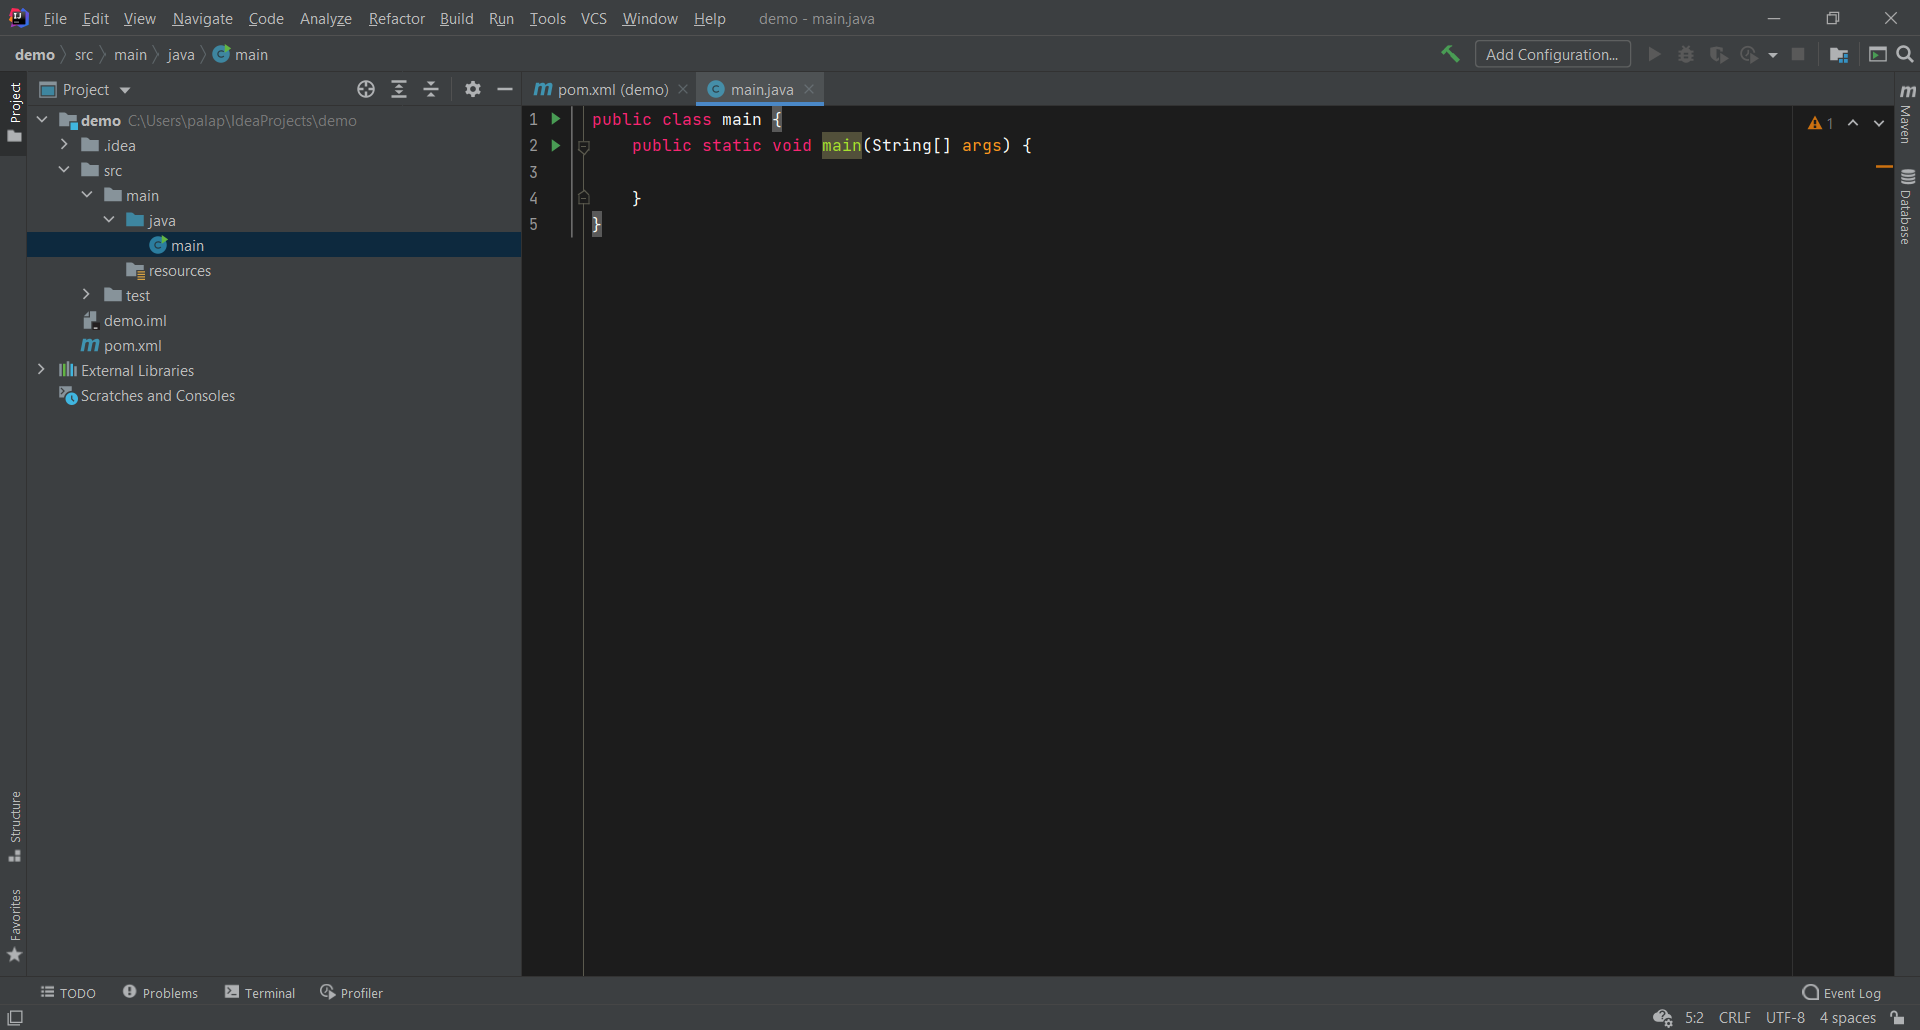 File Edit View Navigate Code Analyze Refactor Build Run Tools VCS Window Help demo - main.java
demo src main java main Add Configuration...
Project
pom.xml (demo) main.java
Project
demo C:\Users\palap\IdeaProjects\demo
.idea
src
main
java
main
resources
test
demo.iml
pom.xml
External Libraries
Scratches and Consoles
Structure
Favorites
1 public class main {
2 public static void main(String[] args) {
3
4 }
5 }
1
Maven
Database
TODO Problems Terminal Profiler Event Log
5:2 CRLF UTF-8 4 spaces